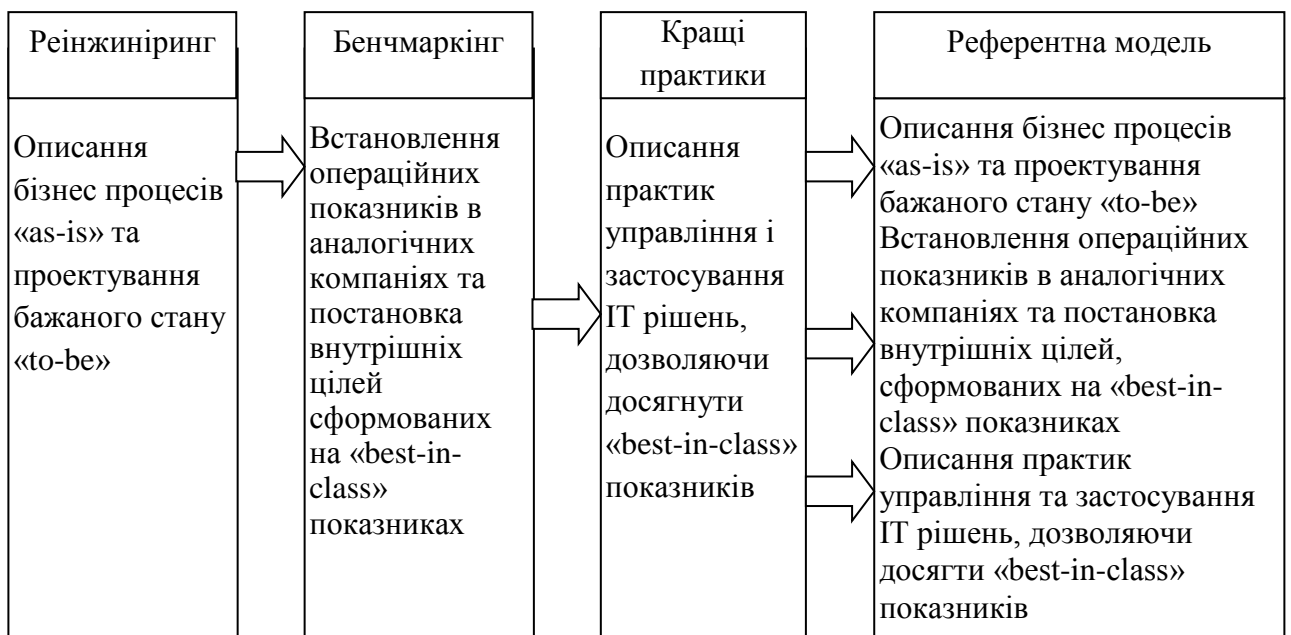 Реінжиніринг
Описання
бізнес процесів
«as-is» та
проектування
бажаного стану
«to-be»
Бенчмаркінг
Встановлення
операційних
показників в
аналогічних
компаніях та
постановка
внутрішніх
цілей
сформованих
на «best-in-
class»
показниках
Кращі
практики
Описання
практик
управління і
застосування
ІТ рішень,
дозволяючи
досягнути
«best-in-class»
показників
Референтна модель
Описання бізнес процесів
«as-is» та проектування
бажаного стану «to-be»
Встановлення операційних
показників в аналогічних
компаніях та постановка
внутрішніх цілей,
сформованих на «best-in-
class» показниках
Описання практик
управління та застосування
ІТ рішень, дозволяючи
досягти «best-in-class»
показників